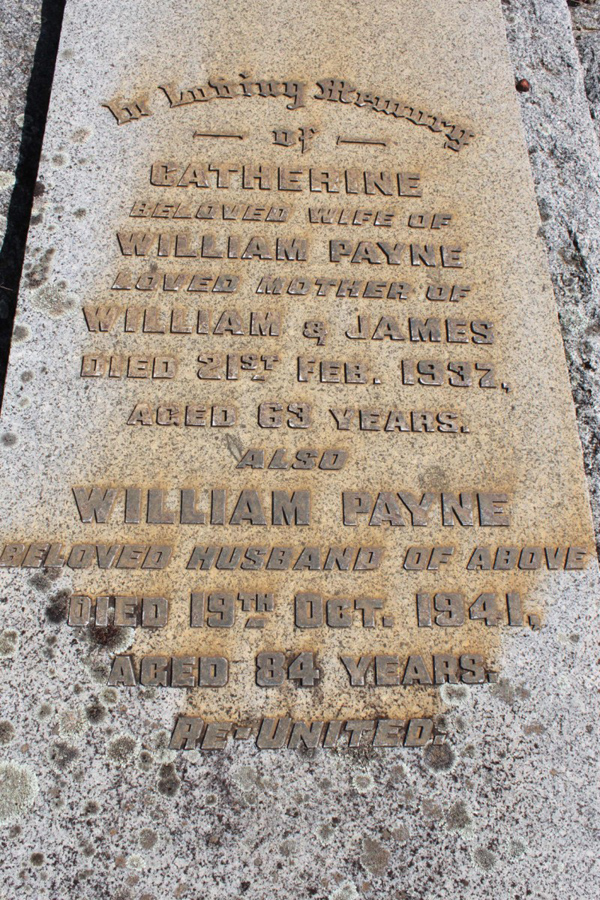 In Loving Memory
of
CATHERINE
BELOVED WIFE OF
WILLIAM PAYNE
LOVED MOTHER OF
WILLIAM & JAMES
DIED 21ST FEB. 1937,
AGED 63 YEARS.
ALSO
WILLIAM PAYNE
BELOVED HUSBAND OF ABOVE
DIED 19TH OCT. 1941,
AGED 84 YEARS.
RE-UNITED.